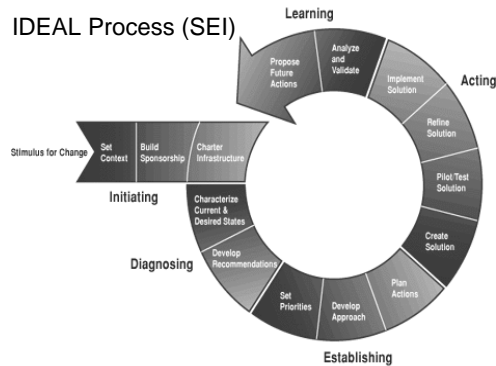 IDEAL Process (SEI)
Learning
Acting
Stimulus for Change
Set
Context
Build
Sponsorship
Charter
Infrastructure
Initiating
Characterize
Current &
Desired States
Develop
Recommendations
Diagnosing
Set
Priorities
Develop
Approach
Plan
Actions
Establishing
Create
Solution
Pilot/Test
Solution
Refine
Solution
Implement
Solution
Analyze
and
Validate
Propose
Future
Actions